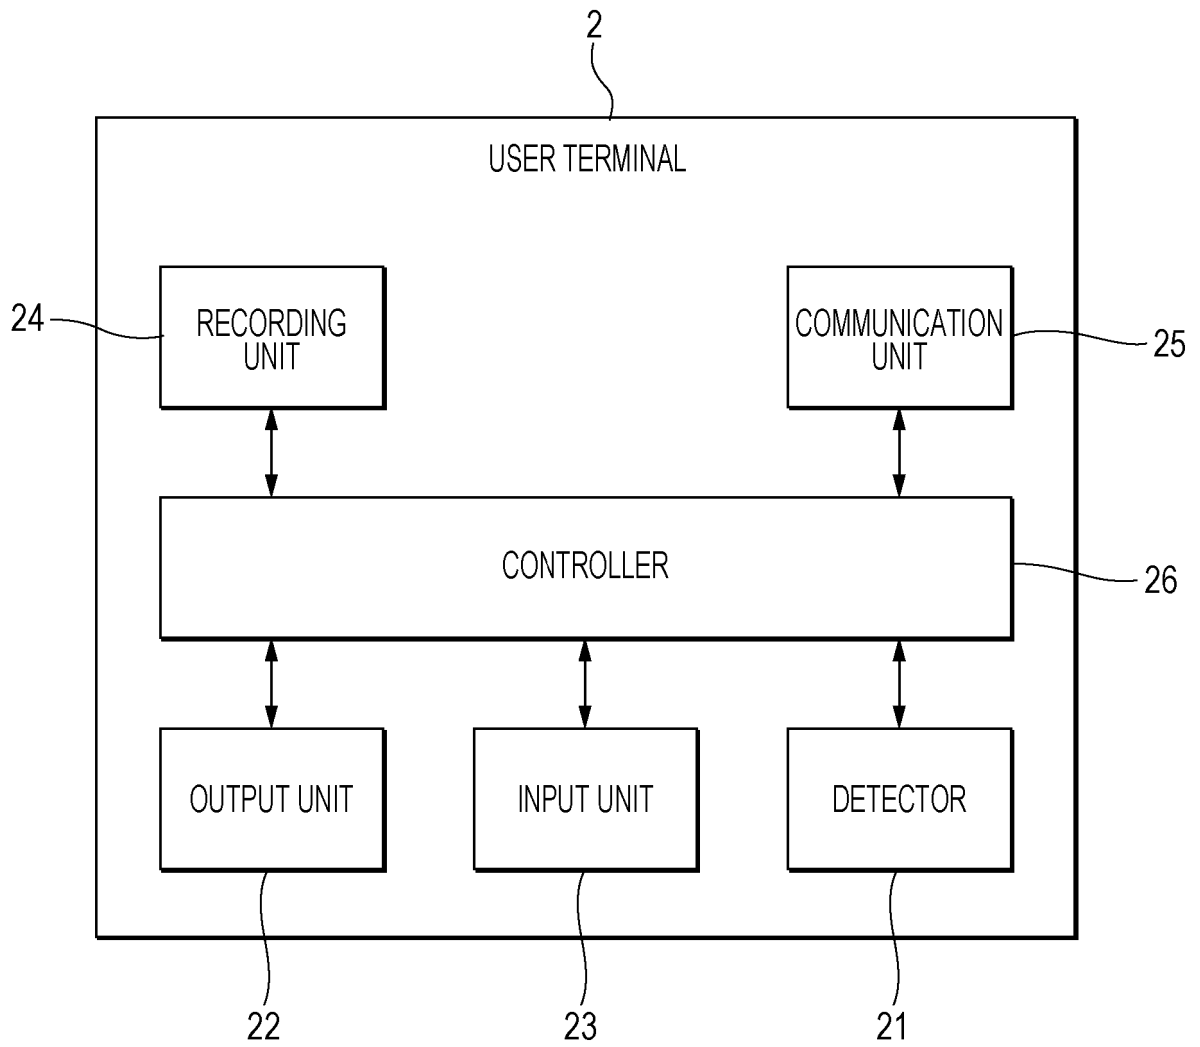 2
USER TERMINAL
24
RECORDING
UNIT
COMMUNICATION
UNIT
25
CONTROLLER
26
OUTPUT UNIT
INPUT UNIT
DETECTOR
22
23
21